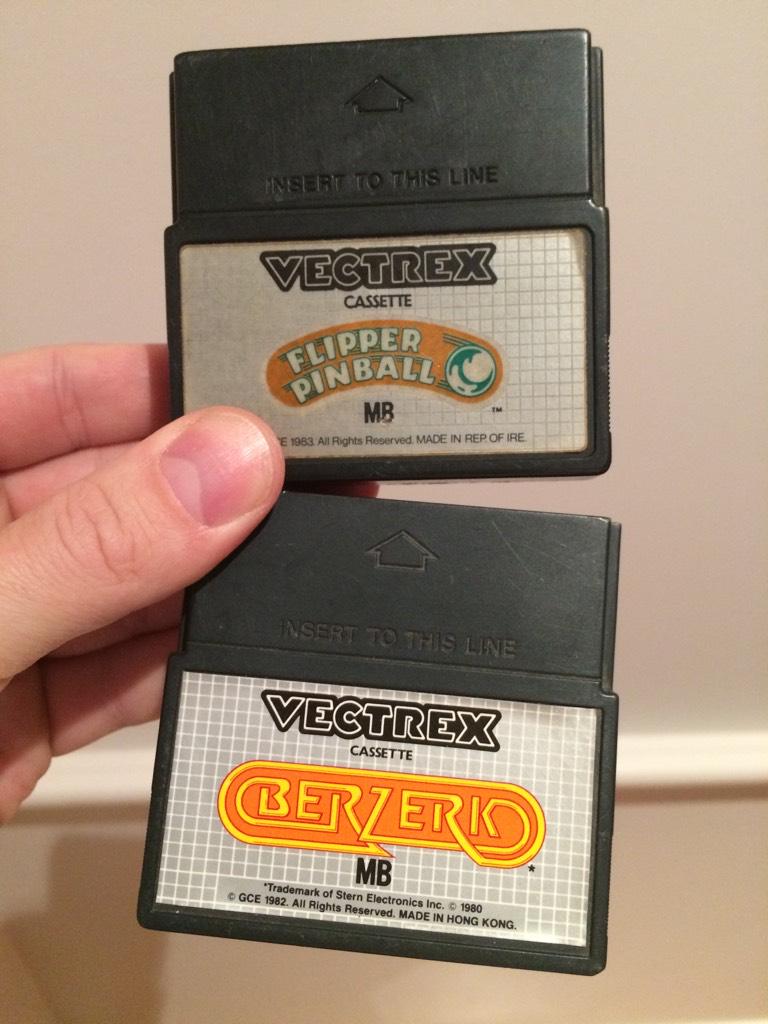 INSERT TO THIS LINE
VECTREX
CASSETTE
FLIPPER
PINBALL
MB
TM
1983. All Rights Reserved. MADE IN REP. OF IRE.
INSERT TO THIS LINE
VECTREX
CASSETTE
BERZERK
*
MB
*Trademark of Stern Electronics Inc. © 1980
© GCE 1982. All Rights Reserved. MADE IN HONG KONG.